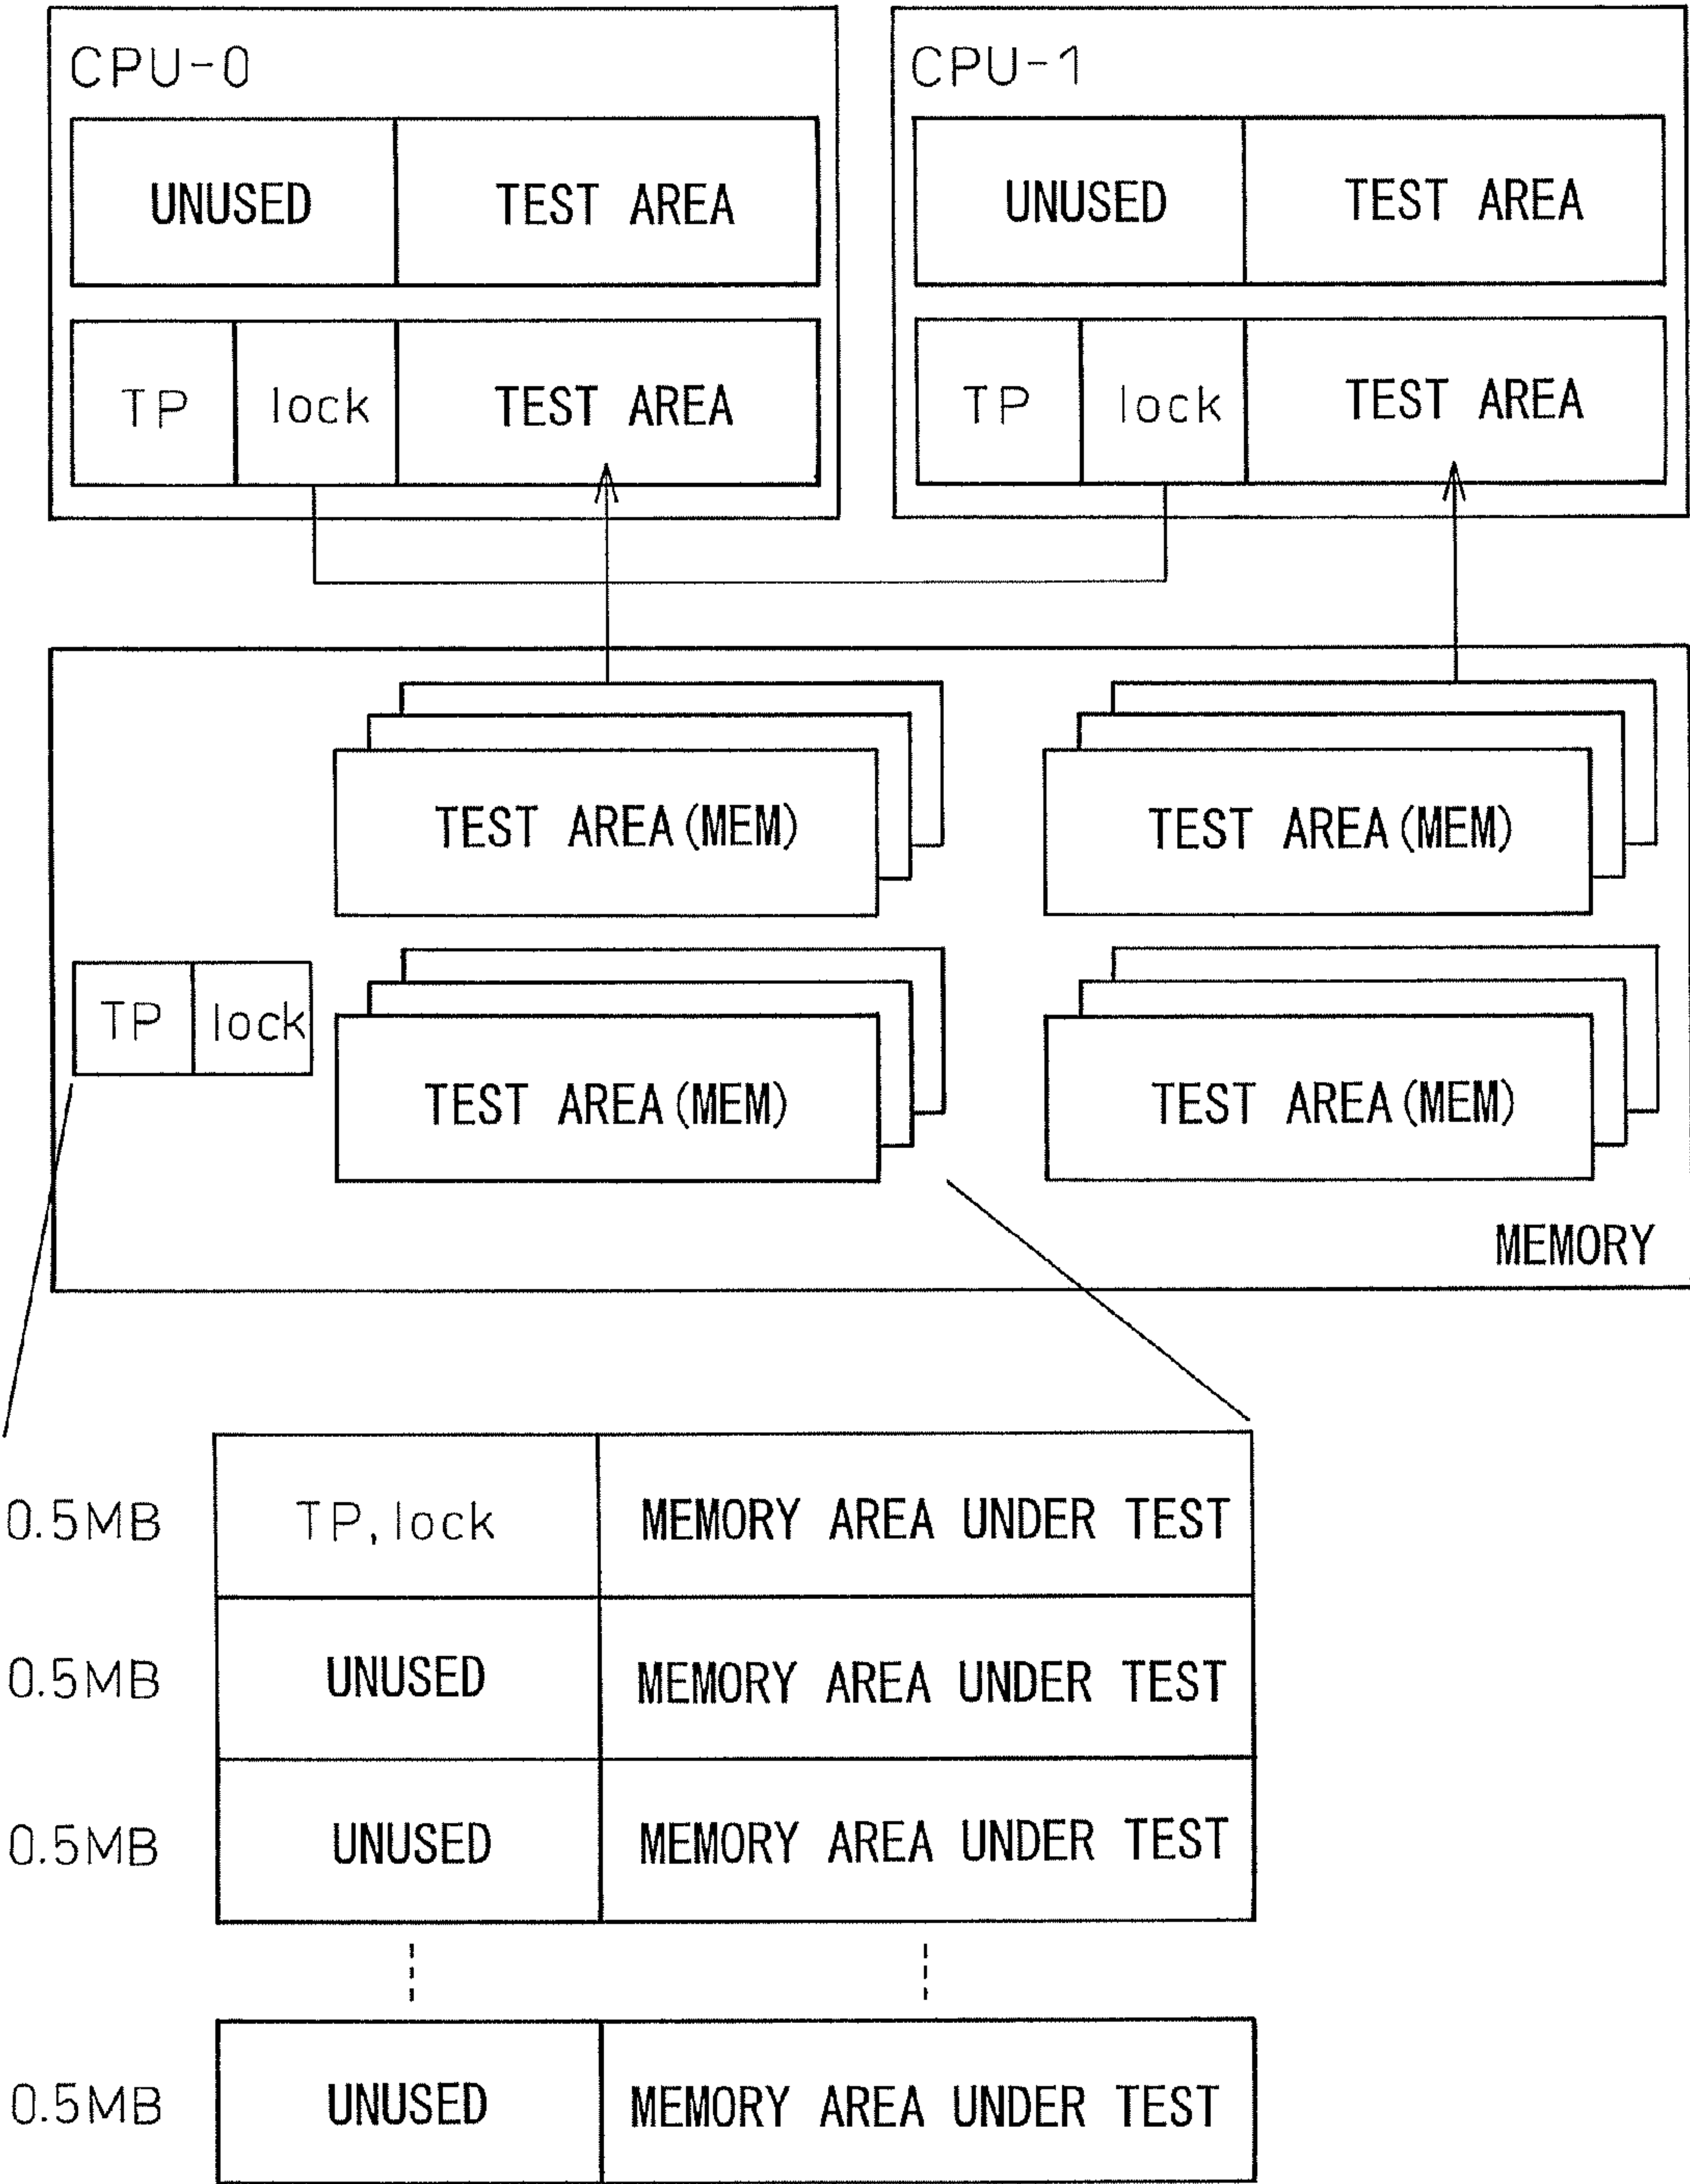 CPU-0
CPU-1
UNUSED TEST AREA
UNUSED TEST AREA
TP lock TEST AREA
TP lock TEST AREA
TEST AREA(MEM)
TEST AREA(MEM)
TP lock
TEST AREA(MEM)
TEST AREA(MEM)
MEMORY
0.5MB TP,lock MEMORY AREA UNDER TEST
0.5MB UNUSED MEMORY AREA UNDER TEST
0.5MB UNUSED MEMORY AREA UNDER TEST
0.5MB UNUSED MEMORY AREA UNDER TEST